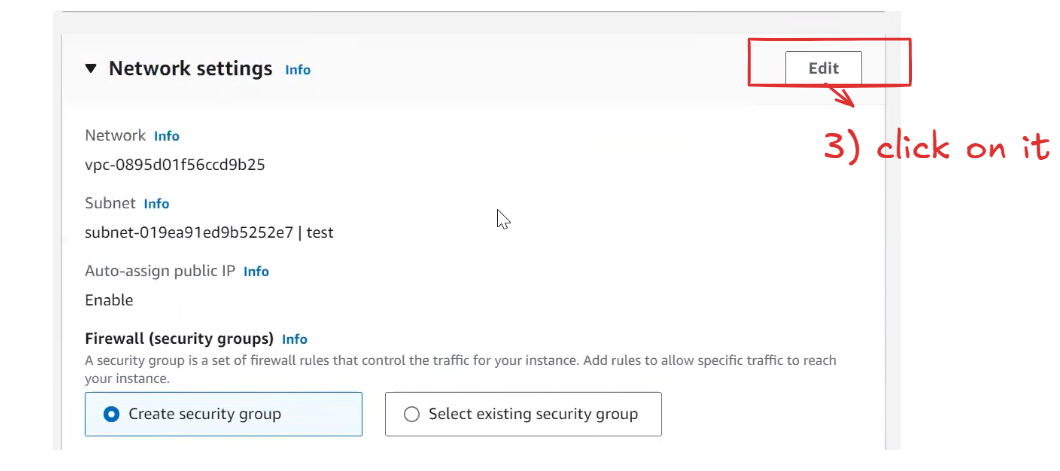 Network settings Info
Edit
3) click on it
Network Info
vpc-0895d01f56ccd9b25
Subnet Info
subnet-019ea91ed9b5252e7 | test
Auto-assign public IP Info
Enable
Firewall (security groups) Info
A security group is a set of firewall rules that control the traffic for your instance. Add rules to allow specific traffic to reach
your instance.
Create security group
Select existing security group